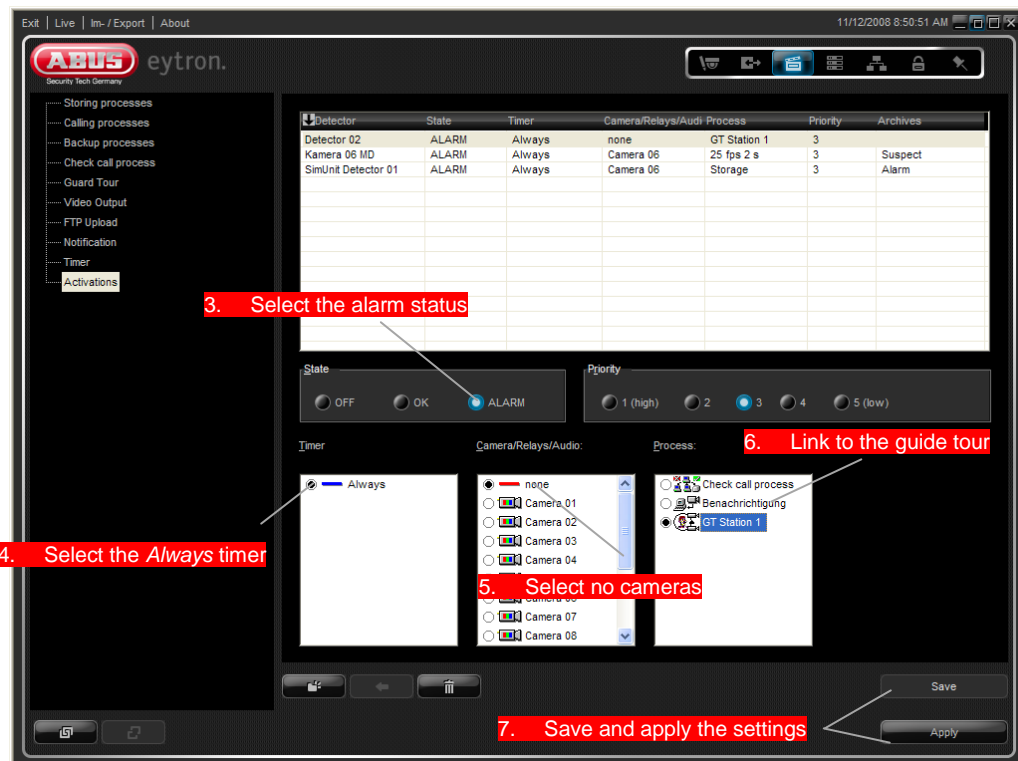 Exit | Live | Im- / Export | About
11/12/2008 8:50:51 AM
ABUS
Security Tech Germany
eytron.
Storing processes
Calling processes
Backup processes
Check call process
Guard Tour
Video Output
FTP Upload
Notification
Timer
Activations
Detector State Timer Camera/Relays/Audi Process Priority Archives
Detector 02 ALARM Always none GT Station 1 3
Kamera 06 MD ALARM Always Camera 06 25 fps 2 s 3 Suspect
SimUnit Detector 01 ALARM Always Camera 06 Storage 3 Alarm
3. Select the alarm status
State
OFF OK ALARM
Priority
1 (high) 2 3 4 5 (low)
6. Link to the guide tour
Timer
Always
Camera/Relays/Audio:
none
Camera 01
Camera 02
Camera 03
Camera 04
Camera 07
Camera 08
Process:
Check call process
Benachrichtigung
GT Station 1
4. Select the Always timer
5. Select no cameras
Save
7. Save and apply the settings
Apply